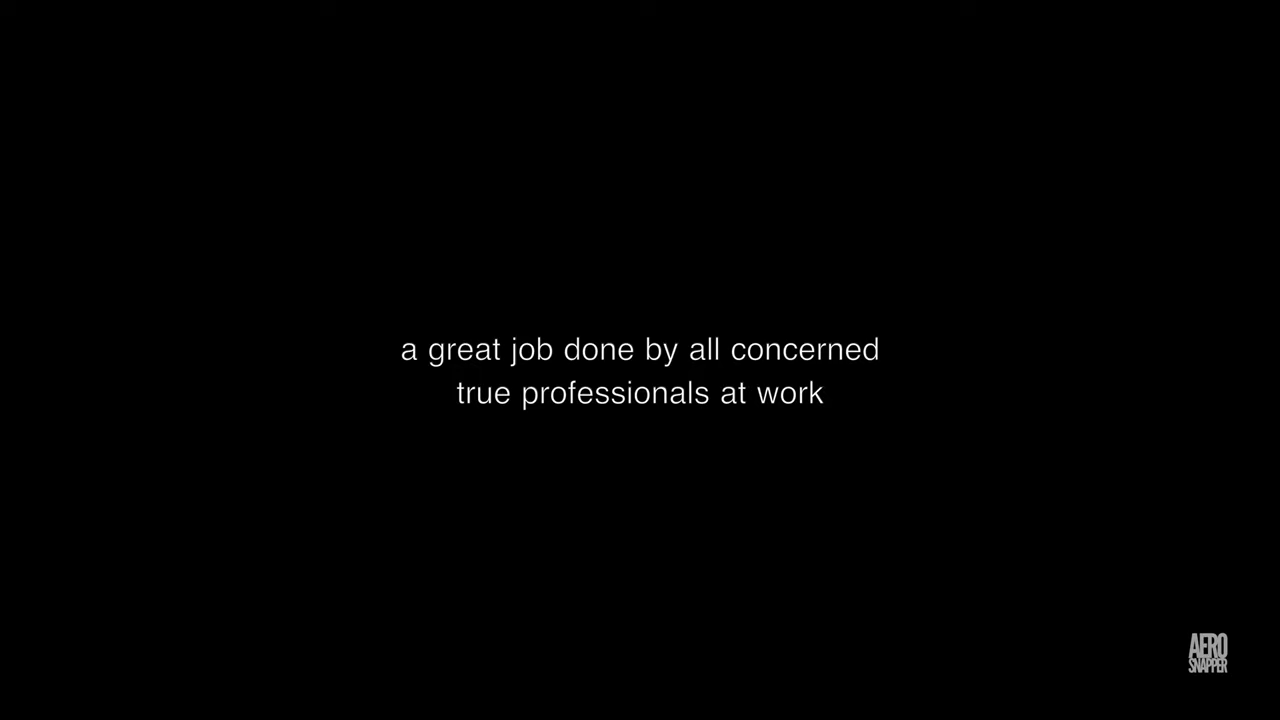 a great job done by all concerned
true professionals at work
AERO
SNAPPER